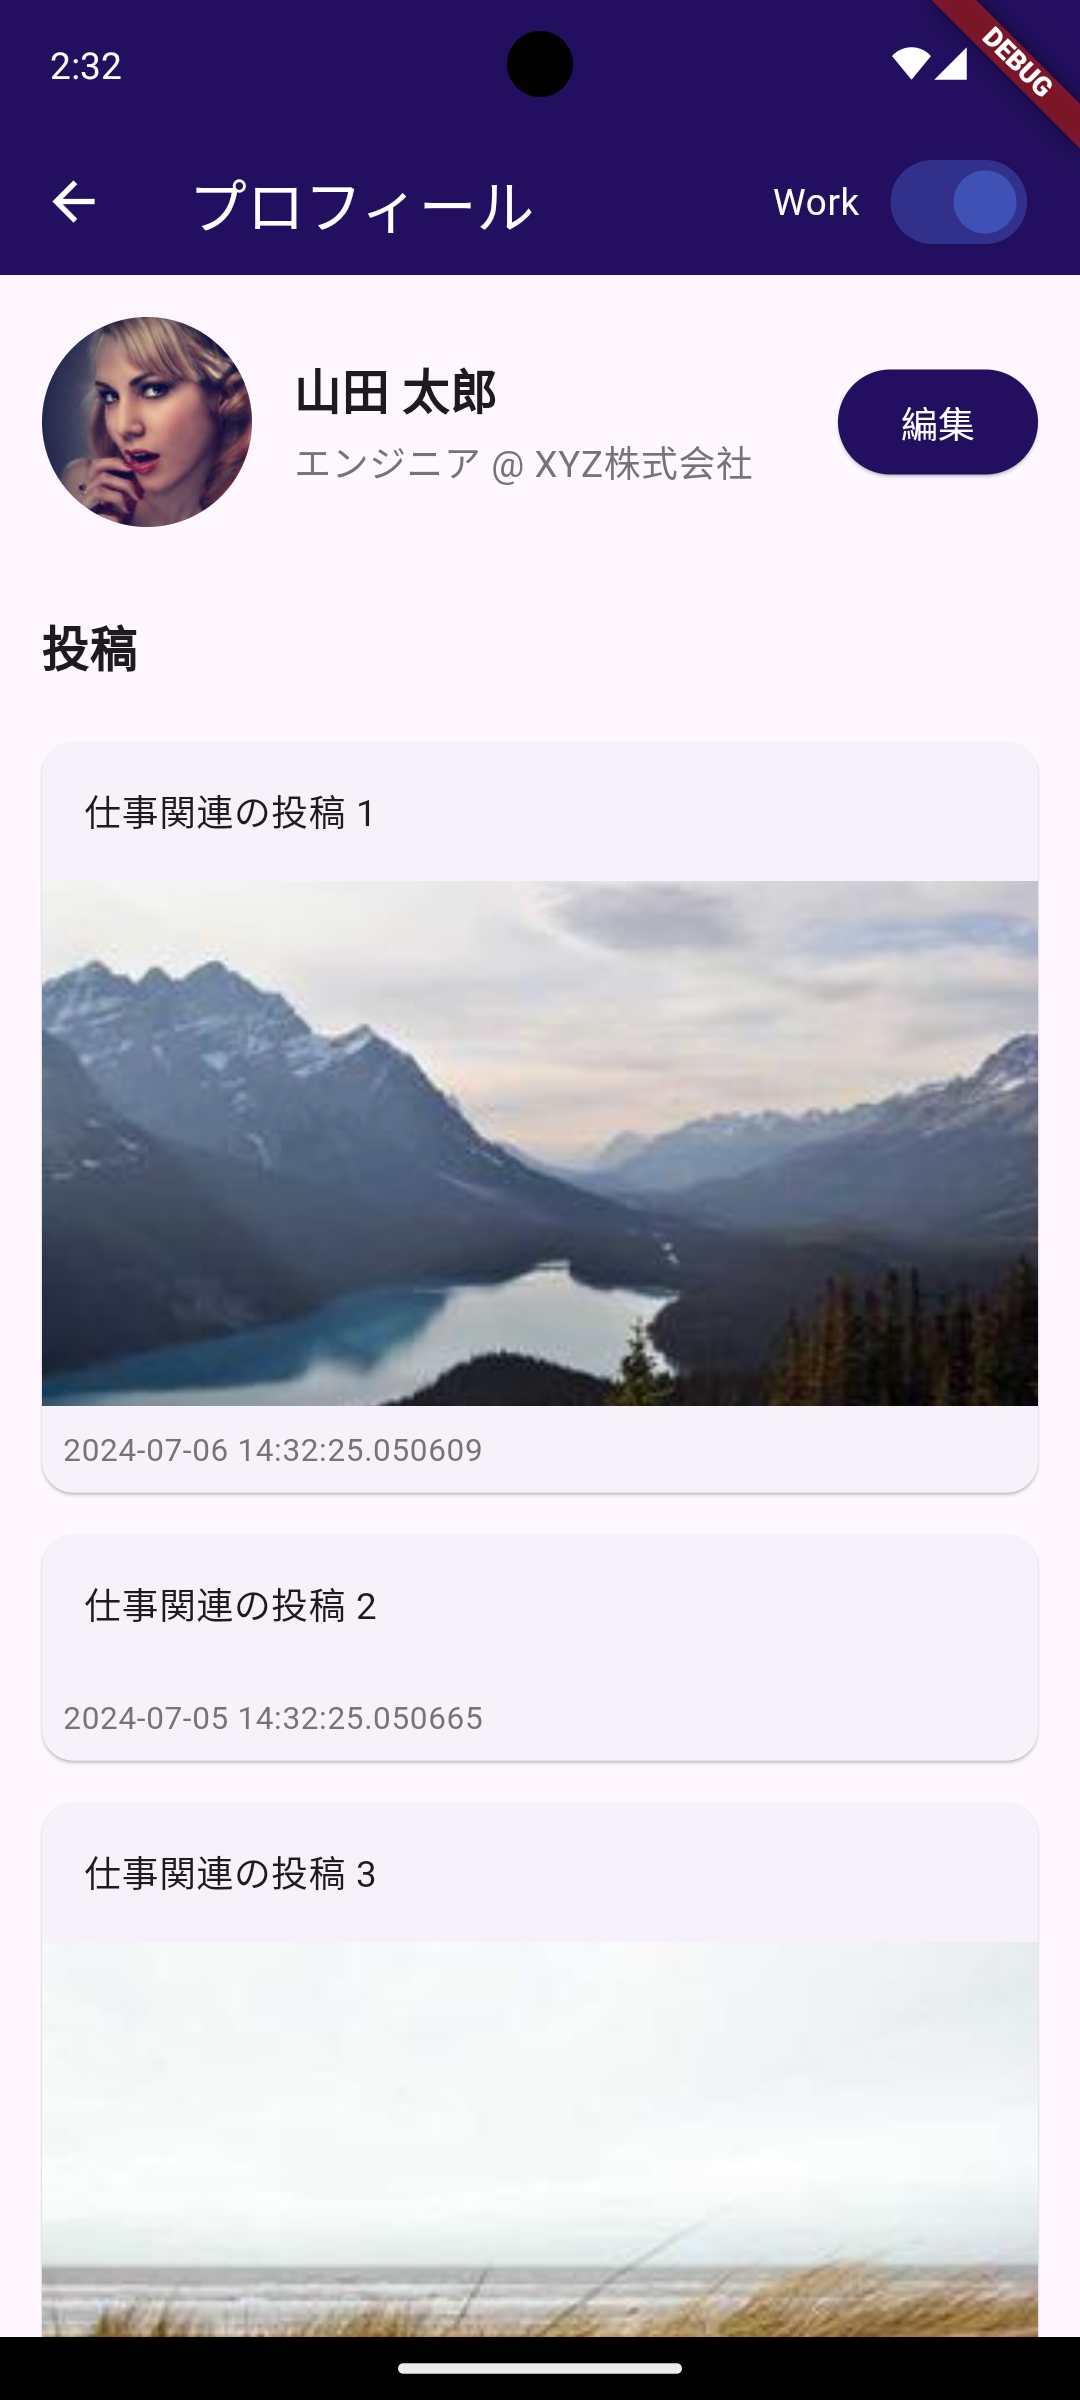 2:32
DEBUG
プロフィール
Work
山田 太郎
エンジニア @ XYZ株式会社
編集
投稿
仕事関連の投稿 1
2024-07-06 14:32:25.050609
仕事関連の投稿 2
2024-07-05 14:32:25.050665
仕事関連の投稿 3